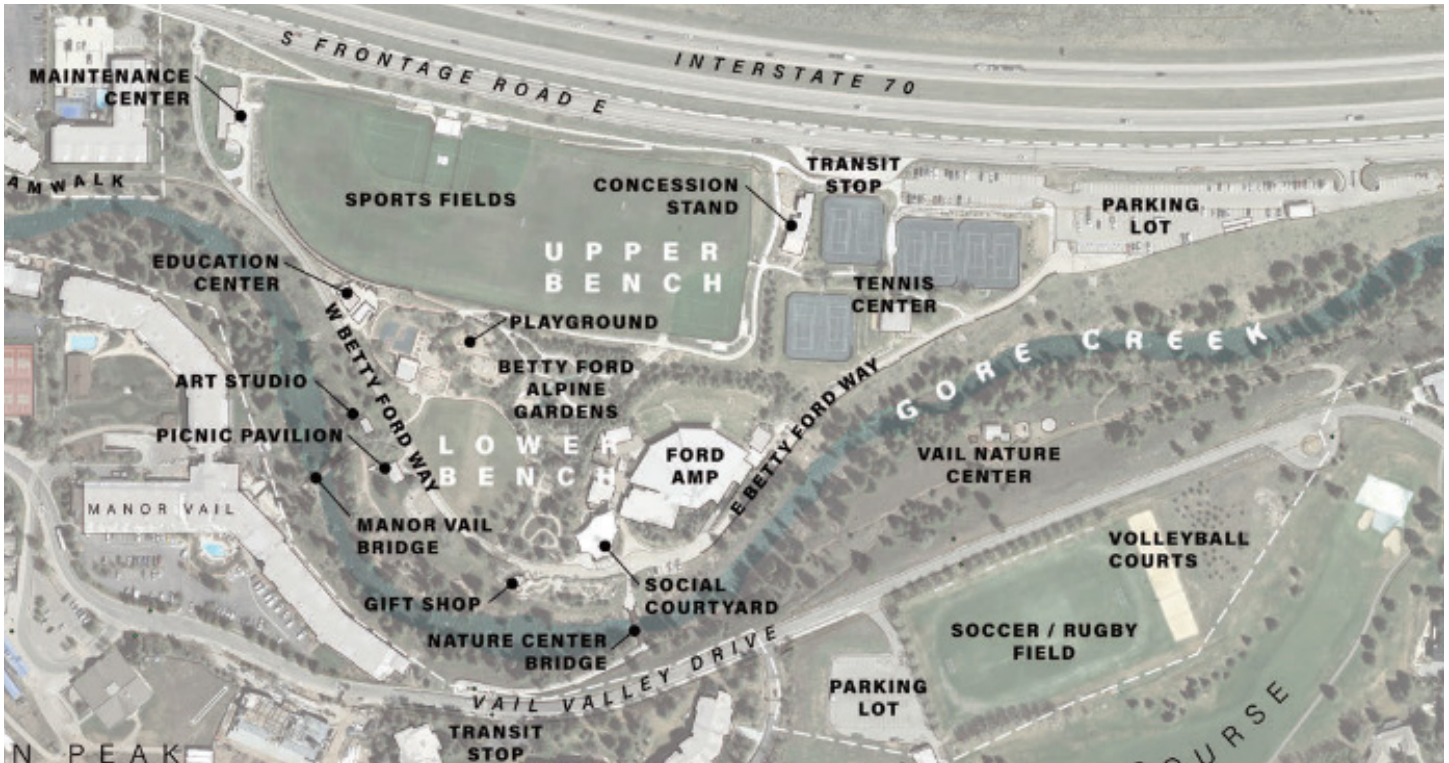 S FRONTAGE ROAD E
INTERSTATE 70
MAINTENANCE
CENTER
AMWALK
SPORTS FIELDS
CONCESSION
STAND
TRANSIT
STOP
PARKING
LOT
UPPER
BENCH
EDUCATION
CENTER
TENNIS
CENTER
PLAYGROUND
W BETTY FORD WAY
GORE CREEK
BETTY FORD
ALPINE
GARDENS
ART STUDIO
PICNIC PAVILION
LOWER
BENCH
FORD
AMP
E BETTY FORD WAY
VAIL NATURE
CENTER
MANOR VAIL
MANOR VAIL
BRIDGE
VOLLEYBALL
COURTS
GIFT SHOP
SOCIAL
COURTYARD
NATURE CENTER
BRIDGE
SOCCER / RUGBY
FIELD
VAIL VALLEY DRIVE
PARKING
LOT
TRANSIT
STOP
N PEAK
OURSE